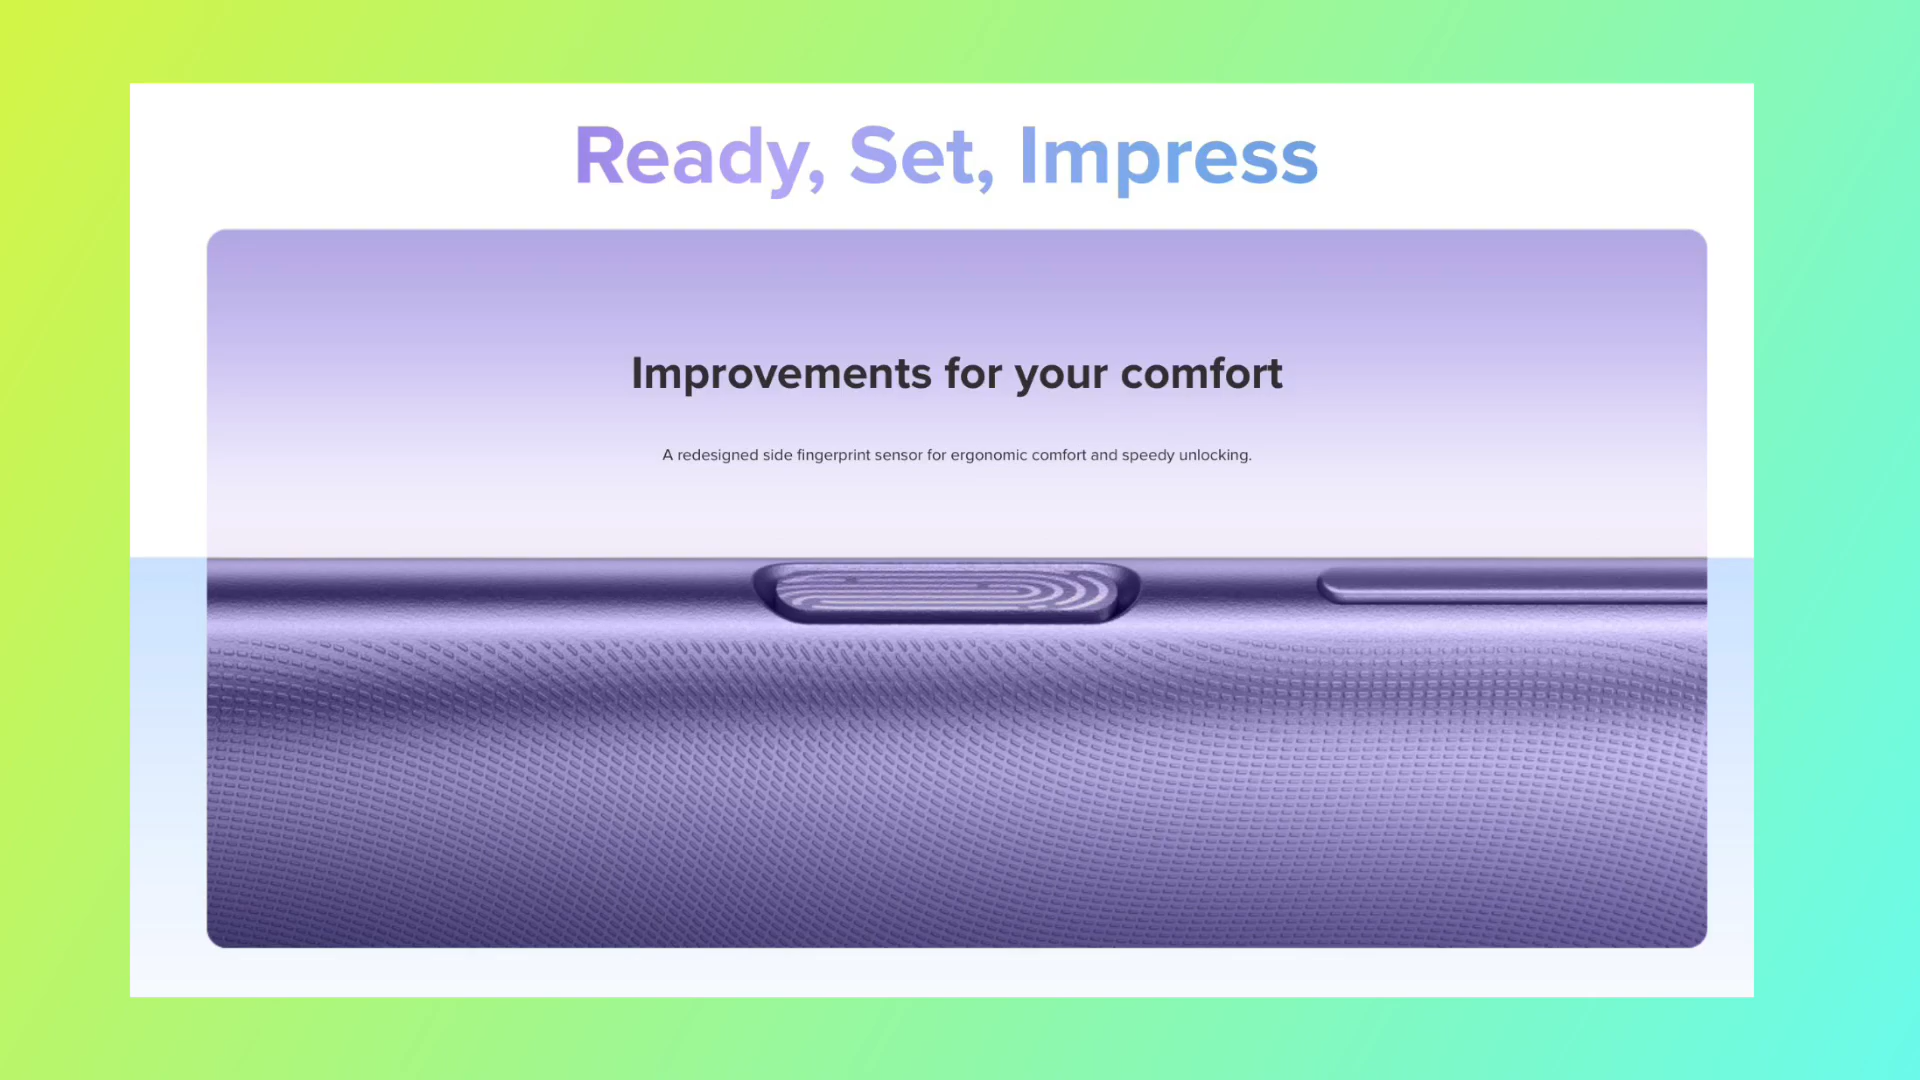 Ready, Set, Impress
Improvements for your comfort
A redesigned side fingerprint sensor for ergonomic comfort and speedy unlocking.